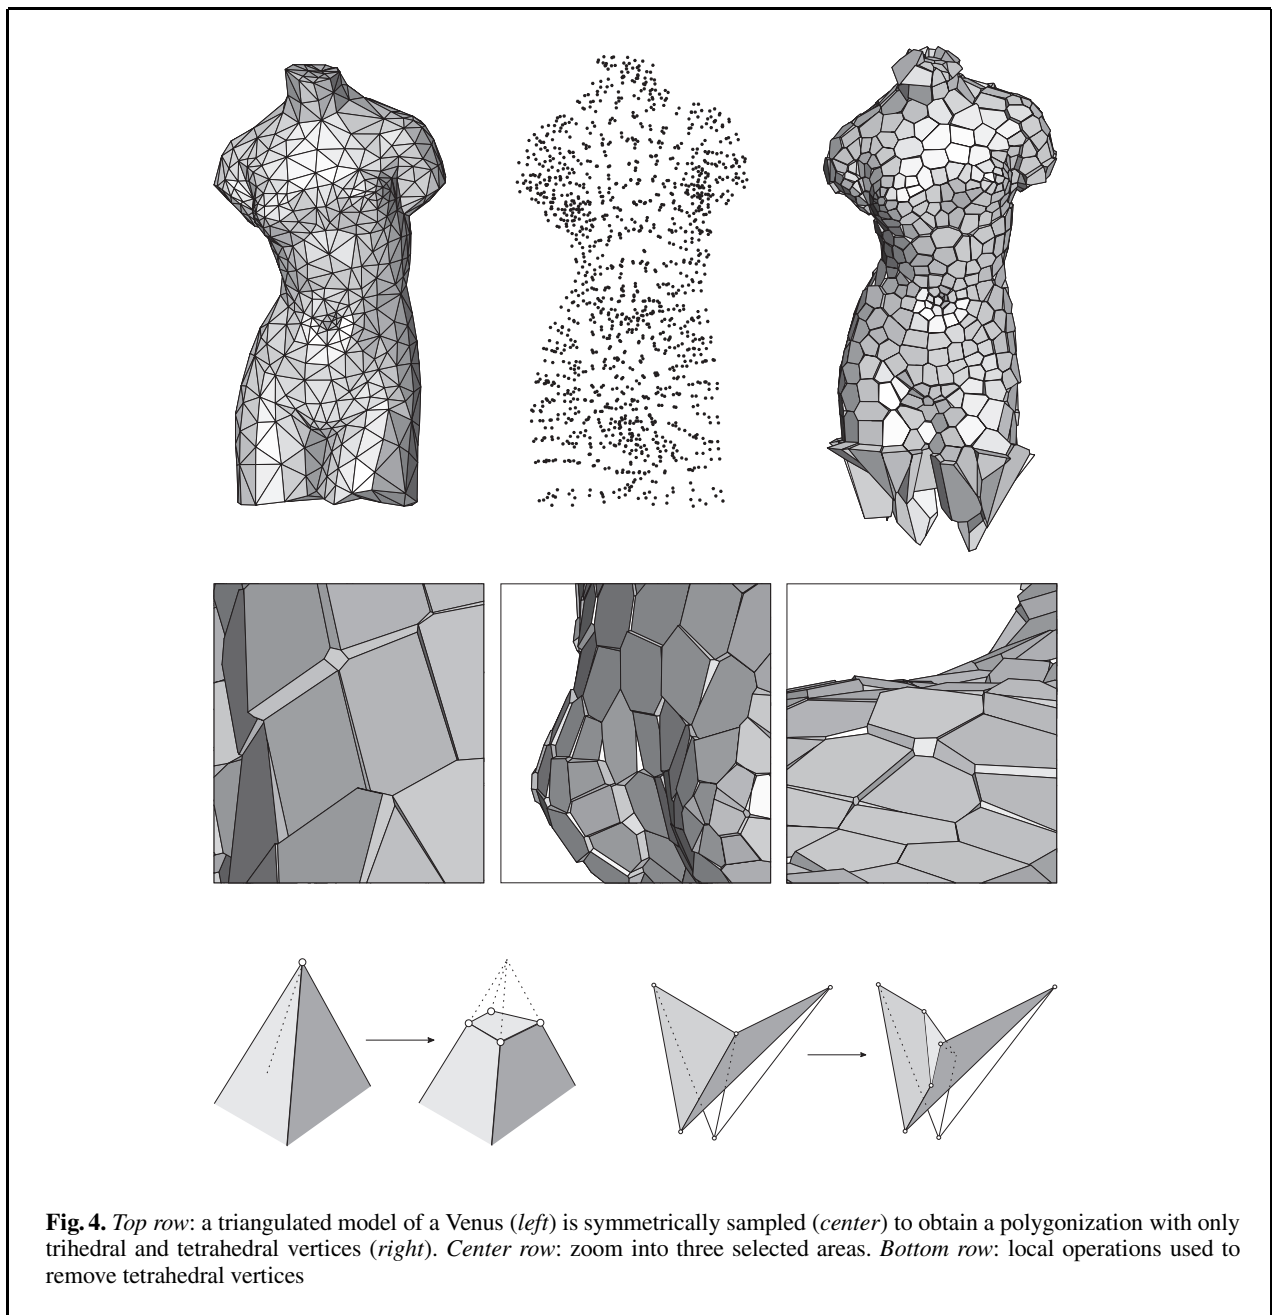 Fig. 4. Top row: a triangulated model of a Venus (left) is symmetrically sampled (center) to obtain a polygonization with only
trihedral and tetrahedral vertices (right). Center row: zoom into three selected areas. Bottom row: local operations used to
remove tetrahedral vertices